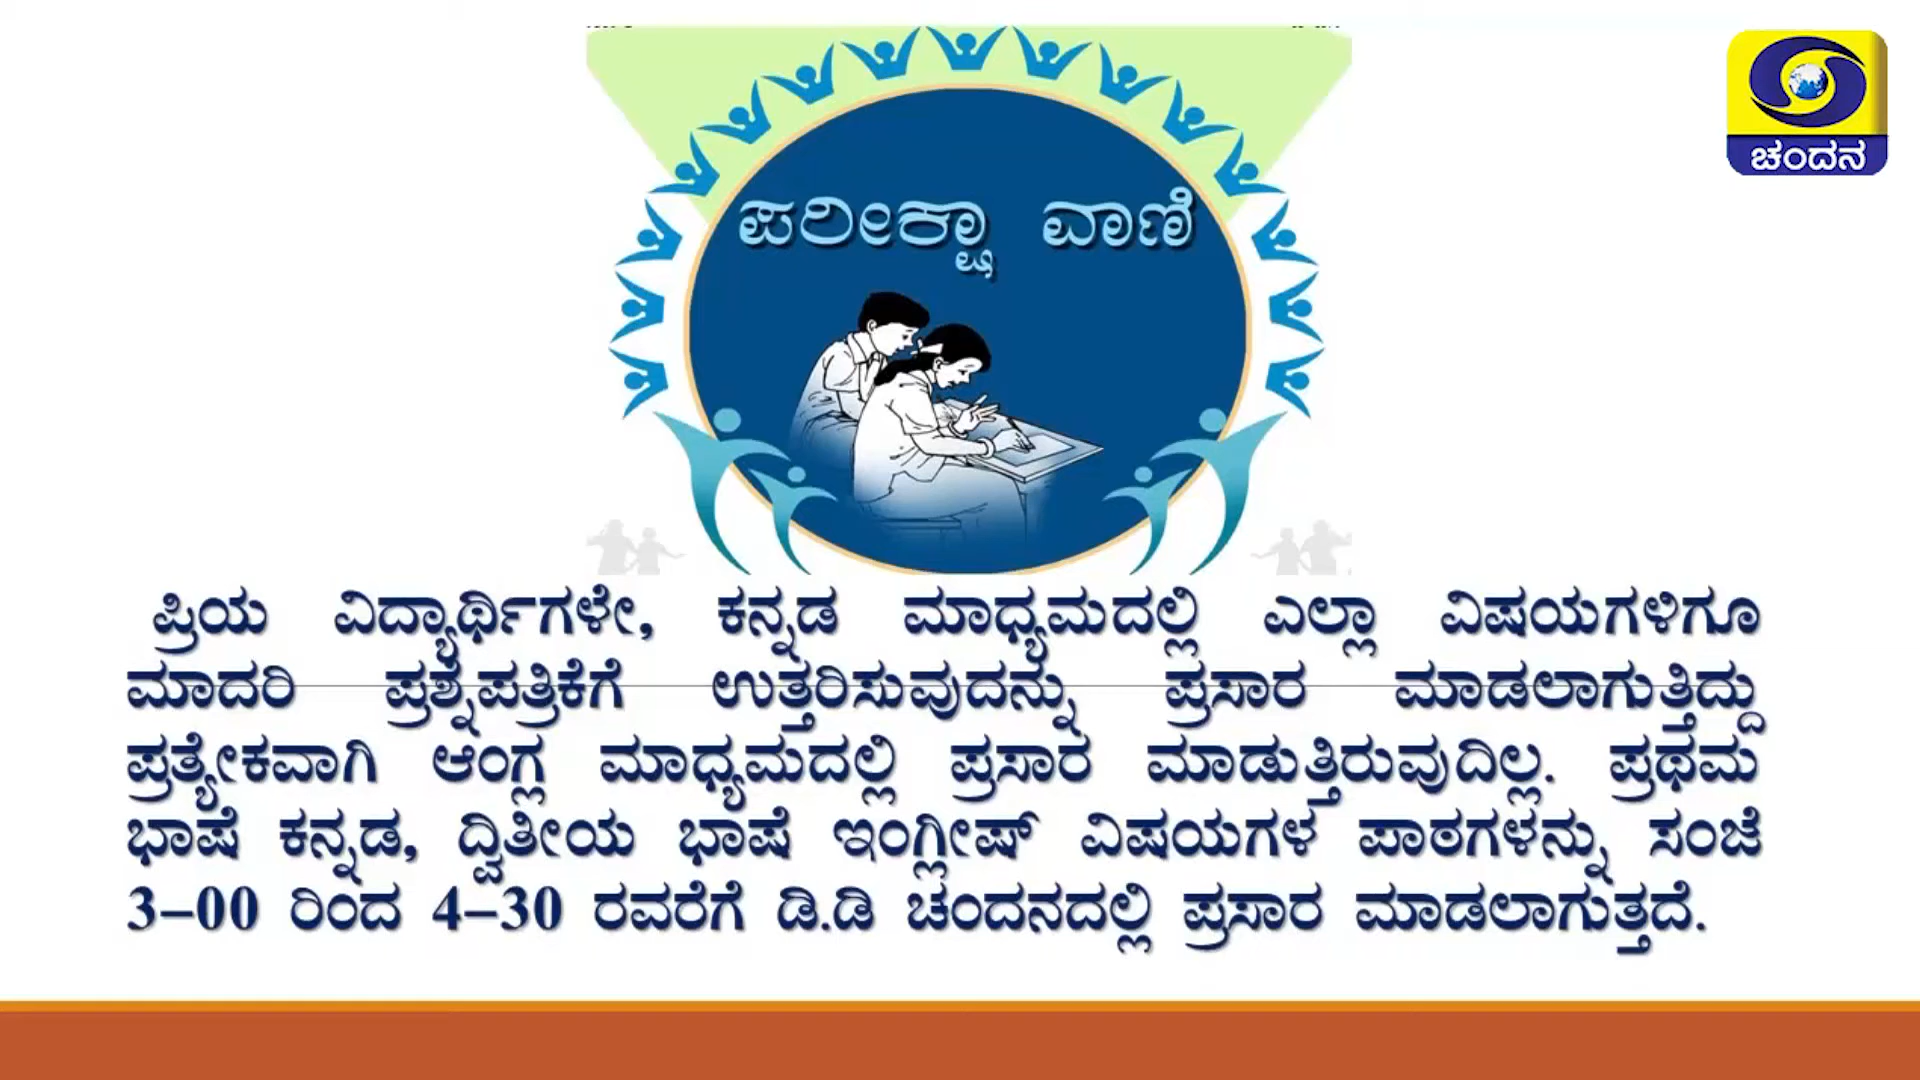 ಚಂದನ
ಪರೀಕ್ಷಾ ವಾಣಿ
ಪ್ರಿಯ ವಿದ್ಯಾರ್ಥಿಗಳೇ, ಕನ್ನಡ ಮಾಧ್ಯಮದಲ್ಲಿ ಎಲ್ಲಾ ವಿಷಯಗಳಿಗೂ
ಮಾದರಿ ಪ್ರಶ್ನೆಪತ್ರಿಕೆಗೆ ಉತ್ತರಿಸುವುದನ್ನು ಪ್ರಸಾರ ಮಾಡಲಾಗುತ್ತಿದ್ದು
ಪ್ರತ್ಯೇಕವಾಗಿ ಆಂಗ್ಲ ಮಾಧ್ಯಮದಲ್ಲಿ ಪ್ರಸಾರ ಮಾಡುತ್ತಿರುವುದಿಲ್ಲ. ಪ್ರಥಮ
ಭಾಷೆ ಕನ್ನಡ, ದ್ವಿತೀಯ ಭಾಷೆ ಇಂಗ್ಲೀಷ್ ವಿಷಯಗಳ ಪಾಠಗಳನ್ನು ಸಂಜೆ
3–00 ರಿಂದ 4–30 ರವರೆಗೆ ಡಿ.ಡಿ ಚಂದನದಲ್ಲಿ ಪ್ರಸಾರ ಮಾಡಲಾಗುತ್ತದೆ.